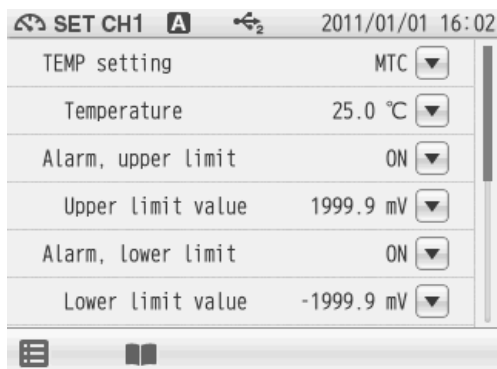 SET CH1 A 2 2011/01/01 16:02
TEMP setting MTC
Temperature 25.0 ℃
Alarm, upper limit ON
Upper limit value 1999.9 mV
Alarm, lower limit ON
Lower limit value -1999.9 mV